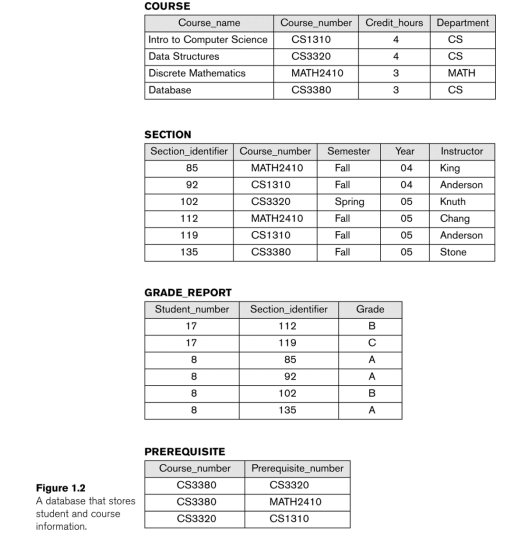 COURSE
Course_name Course_number Credit_hours Department
Intro to Computer Science CS1310 4 CS
Data Structures CS3320 4 CS
Discrete Mathematics MATH2410 3 MATH
Database CS3380 3 CS
SECTION
Section_identifier Course_number Semester Year Instructor
85 MATH2410 Fall 04 King
92 CS1310 Fall 04 Anderson
102 CS3320 Spring 05 Knuth
112 MATH2410 Fall 05 Chang
119 CS1310 Fall 05 Anderson
135 CS3380 Fall 05 Stone
GRADE_REPORT
Student_number Section_identifier Grade
17 112 B
17 119 C
8 85 A
8 92 A
8 102 B
8 135 A
PREREQUISITE
Course_number Prerequisite_number
CS3380 CS3320
CS3380 MATH2410
CS3320 CS1310
Figure 1.2
A database that stores
student and course
information.